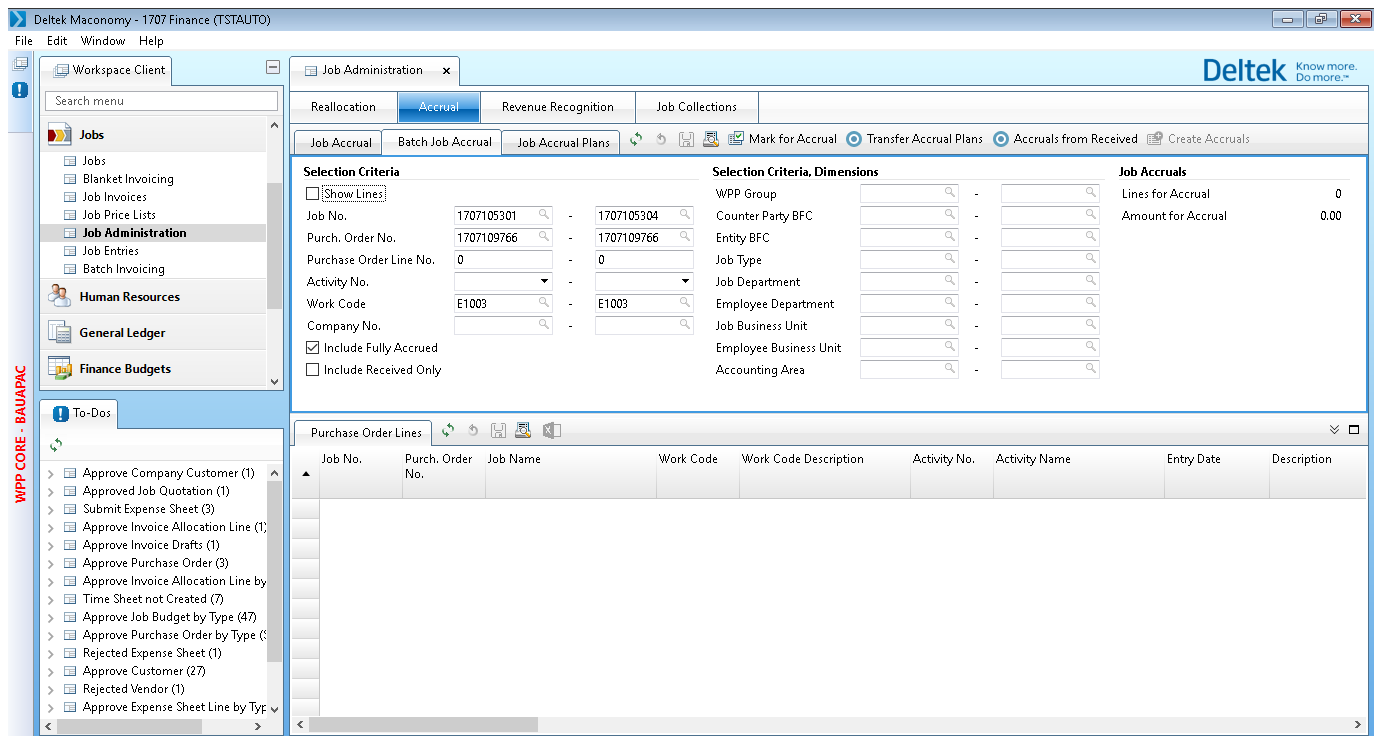 Deltek Maconomy - 1707 Finance (TSTAUTO)
File Edit Window Help
Workspace Client
Search menu
Jobs
Jobs
Blanket Invoicing
Job Invoices
Job Price Lists
Job Administration
Job Entries
Batch Invoicing
Human Resources
General Ledger
Finance Budgets
WPP CORE - BAUAPAC
To-Dos
Approve Company Customer (1)
Approved Job Quotation (1)
Submit Expense Sheet (3)
Approve Invoice Allocation Line (1)
Approve Invoice Drafts (1)
Approve Purchase Order (3)
Approve Invoice Allocation Line by
Time Sheet not Created (7)
Approve Job Budget by Type (47)
Approve Purchase Order by Type
Rejected Expense Sheet (1)
Approve Customer (27)
Rejected Vendor (1)
Approve Expense Sheet Line by Typ
Job Administration x
Deltek Know more.
Do more.™
Reallocation Accrual Revenue Recognition Job Collections
Job Accrual Batch Job Accrual Job Accrual Plans Mark for Accrual Transfer Accrual Plans Accruals from Received Create Accruals
Selection Criteria Selection Criteria, Dimensions Job Accruals
Show Lines WPP Group - Lines for Accrual 0
Job No. 1707105301 - 1707105304 Counter Party BFC - Amount for Accrual 0.00
Purch. Order No. 1707109766 - 1707109766 Entity BFC -
Purchase Order Line No. 0 - 0 Job Type -
Activity No. - Job Department -
Work Code E1003 - E1003 Employee Department -
Company No. - Job Business Unit -
Include Fully Accrued Employee Business Unit -
Include Received Only Accounting Area -
Purchase Order Lines
Job No. Purch. Order Job Name Work Code Work Code Description Activity No. Activity Name Entry Date Description
No.